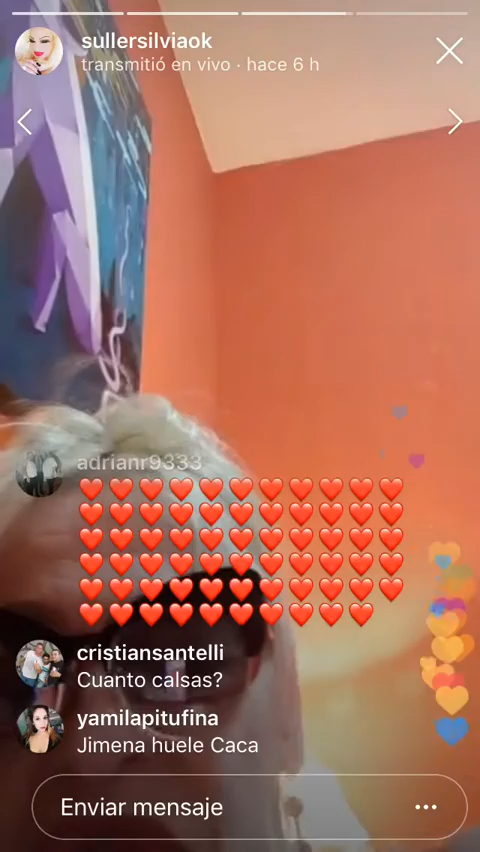 sullersilviaok
transmitió en vivo · hace 6 h
adrianr9333
❤️❤️❤️❤️❤️❤️❤️❤️❤️❤️❤️
❤️❤️❤️❤️❤️❤️❤️❤️❤️❤️❤️
❤️❤️❤️❤️❤️❤️❤️❤️❤️❤️❤️
❤️❤️❤️❤️❤️❤️❤️❤️❤️❤️❤️
❤️❤️❤️❤️❤️❤️❤️❤️❤️❤️❤️
❤️❤️❤️❤️❤️❤️❤️❤️❤️❤️
cristiansantelli
Cuanto calsas?
yamilapitufina
Jimena huele Caca
Enviar mensaje